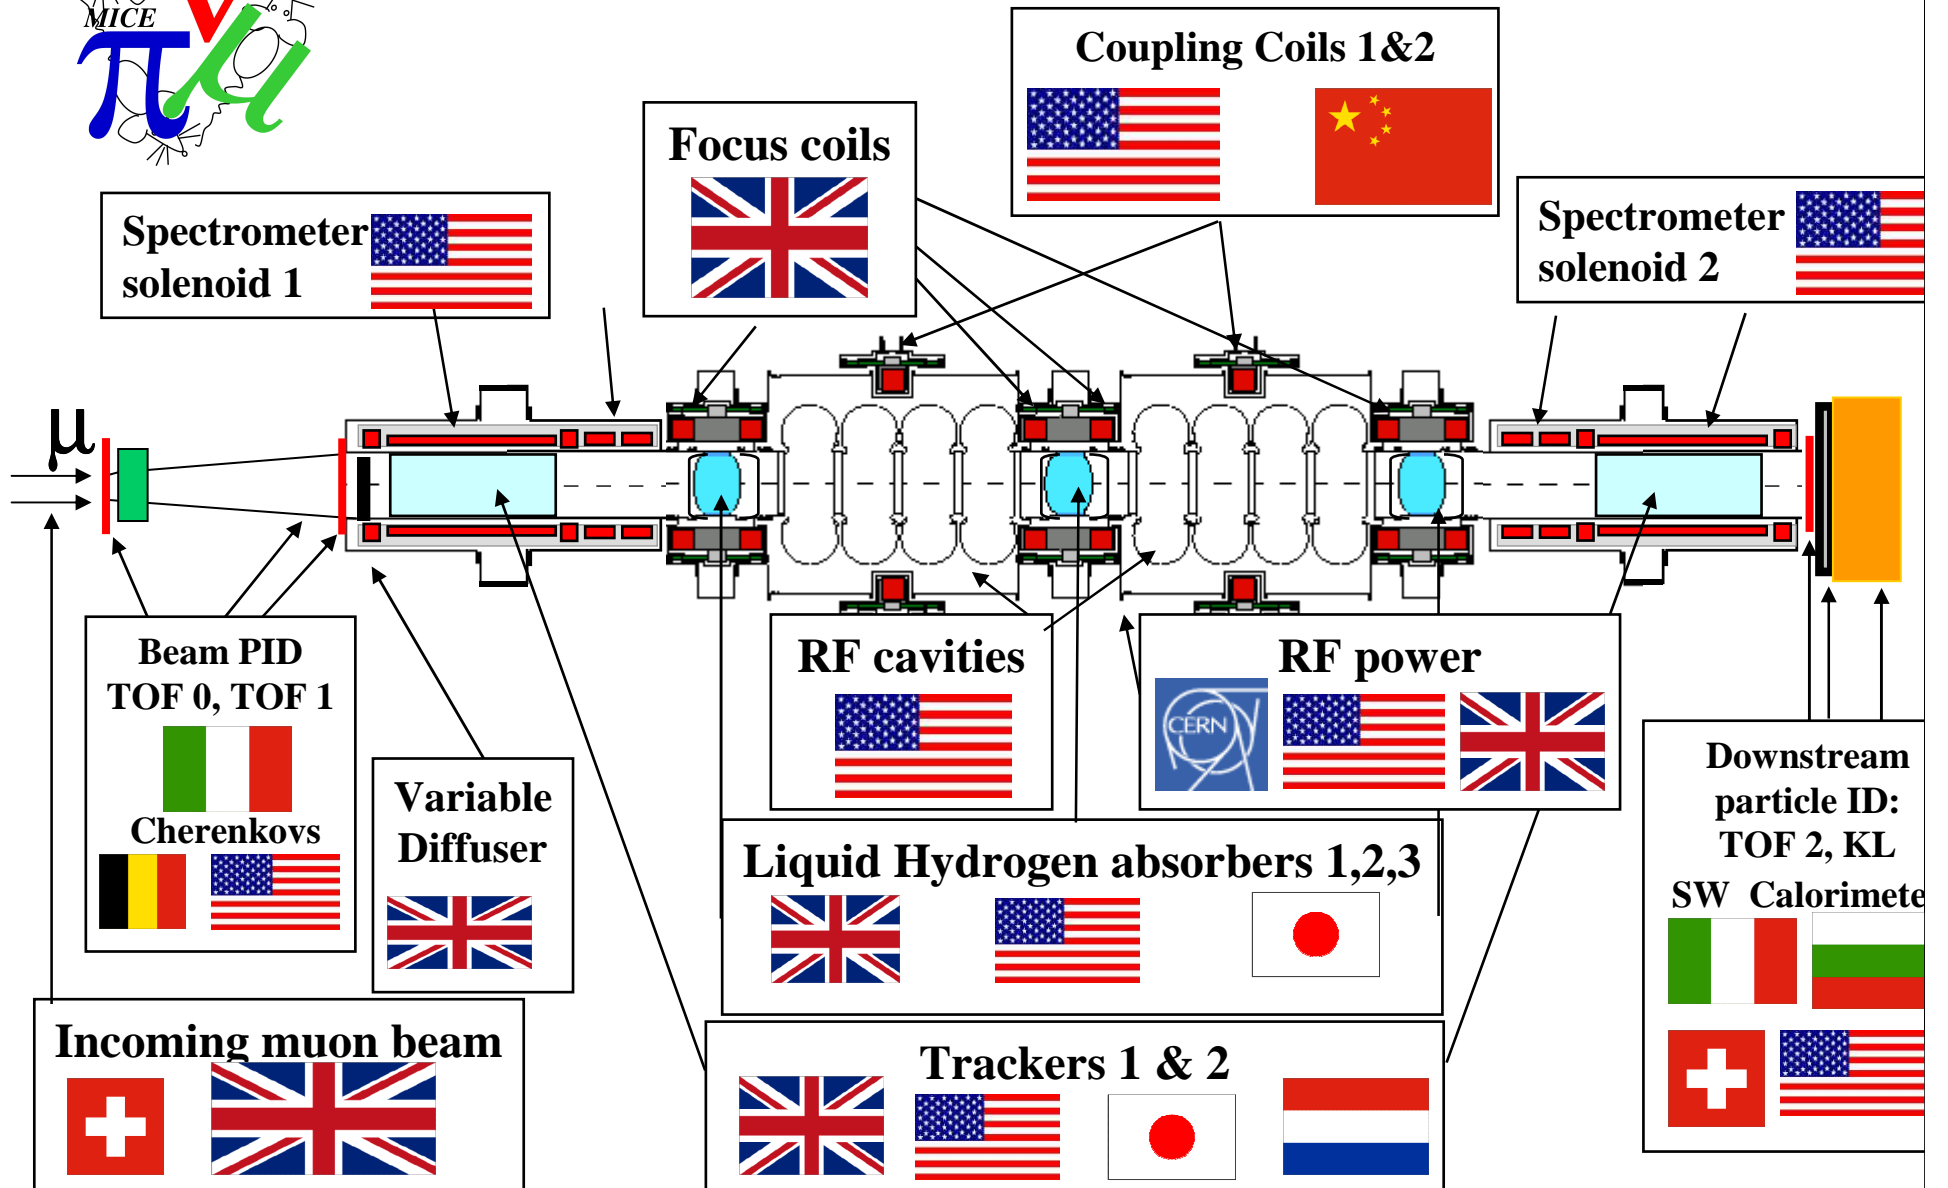 MICE
νμ
π
Coupling Coils 1&2
Focus coils
Spectrometer
solenoid 1
Spectrometer
solenoid 2
μ
Beam PID
TOF 0, TOF 1
Cherenkovs
Variable
Diffuser
RF cavities
RF power
CERN
Liquid Hydrogen absorbers 1,2,3
Downstream
particle ID:
TOF 2, KL
SW Calorimete
Incoming muon beam
Trackers 1 & 2